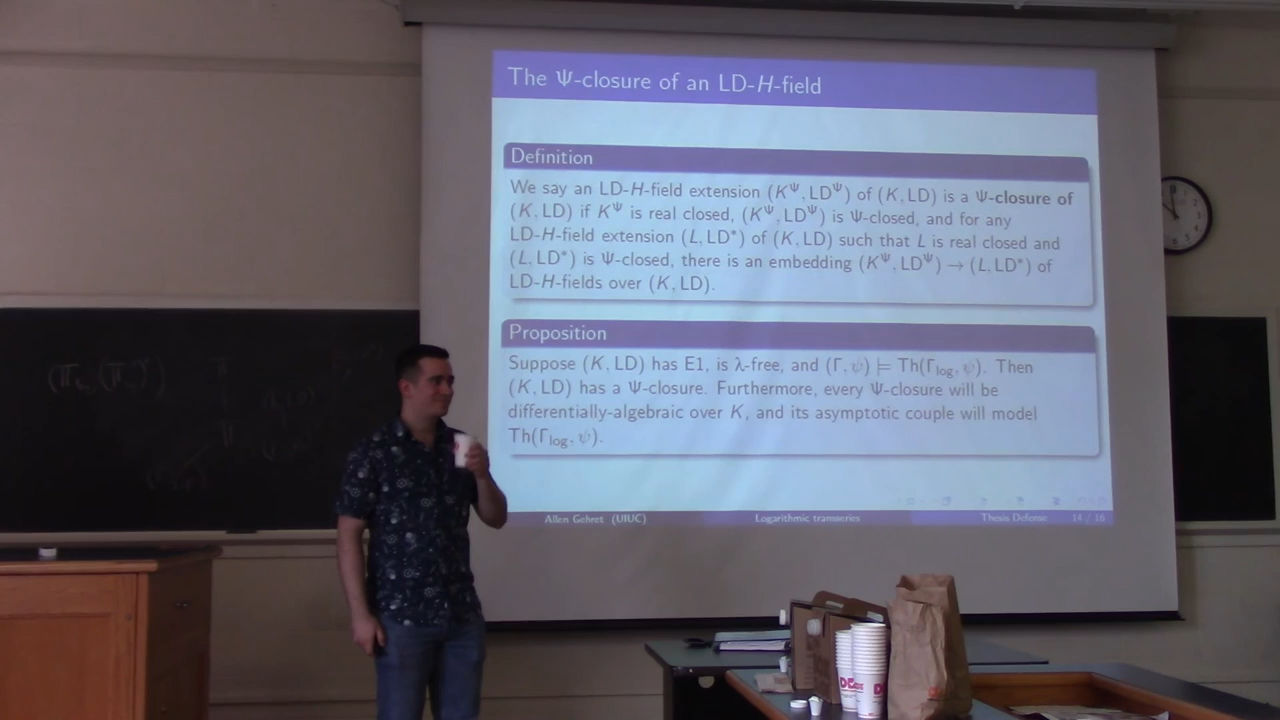 The Ψ-closure of an LD-H-field
Definition
We say an LD-H-field extension (K^Ψ, LD^Ψ) of (K, LD) is a Ψ-closure of
(K, LD) if K^Ψ is real closed, (K^Ψ, LD^Ψ) is Ψ-closed, and for any
LD-H-field extension (L, LD*) of (K, LD) such that L is real closed and
(L, LD*) is Ψ-closed, there is an embedding (K^Ψ, LD^Ψ) → (L, LD*) of
LD-H-fields over (K, LD).
Proposition
Suppose (K, LD) has E1, is λ-free, and (Γ, ψ) ⊨ Th(Γ_log, ψ). Then
(K, LD) has a Ψ-closure. Furthermore, every Ψ-closure will be
differentially-algebraic over K, and its asymptotic couple will model
Th(Γ_log, ψ).
Allen Gehret (UIUC) Logarithmic transseries Thesis Defense 14 / 16